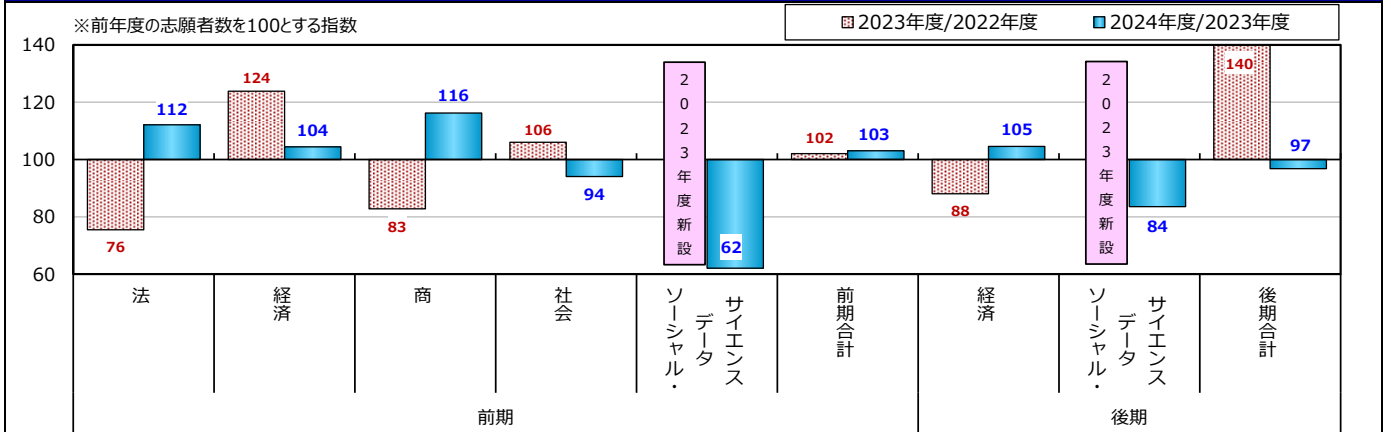 ※前年度の志願者数を100とする指数
2023年度/2022年度
2024年度/2023年度
140
120
100
80
60
76
112
124
104
83
116
106
94
2023年度新設
62
102
103
88
105
2023年度新設
84
140
97
法
経済
商
社会
ソーシャル・
データ
サイエンス
前期合計
経済
ソーシャル・
データ
サイエンス
後期合計
前期
後期